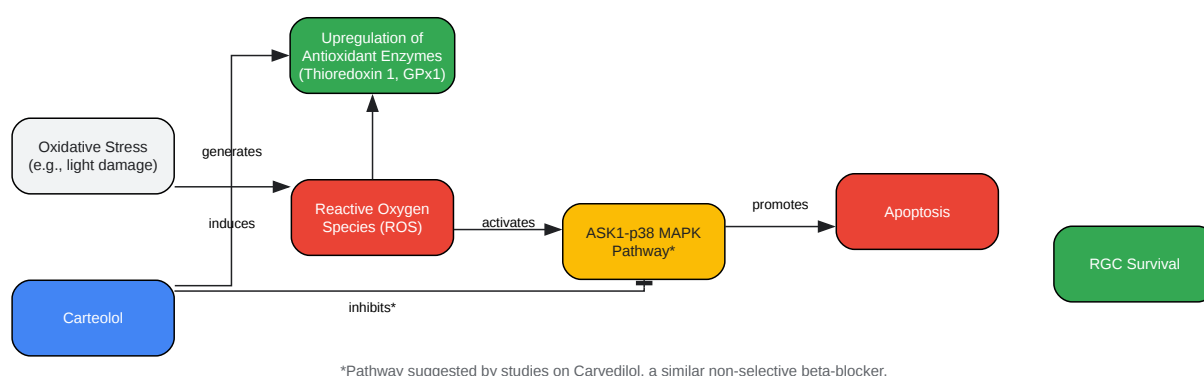 Upregulation of
Antioxidant Enzymes
(Thioredoxin 1, GPx1)
Oxidative Stress
(e.g., light damage)
generates
induces
Reactive Oxygen
Species (ROS)
activates
ASK1-p38 MAPK
Pathway*
promotes
Apoptosis
RGC Survival
Carteolol
inhibits*
*Pathway suggested by studies on Carvedilol, a similar non-selective beta-blocker.